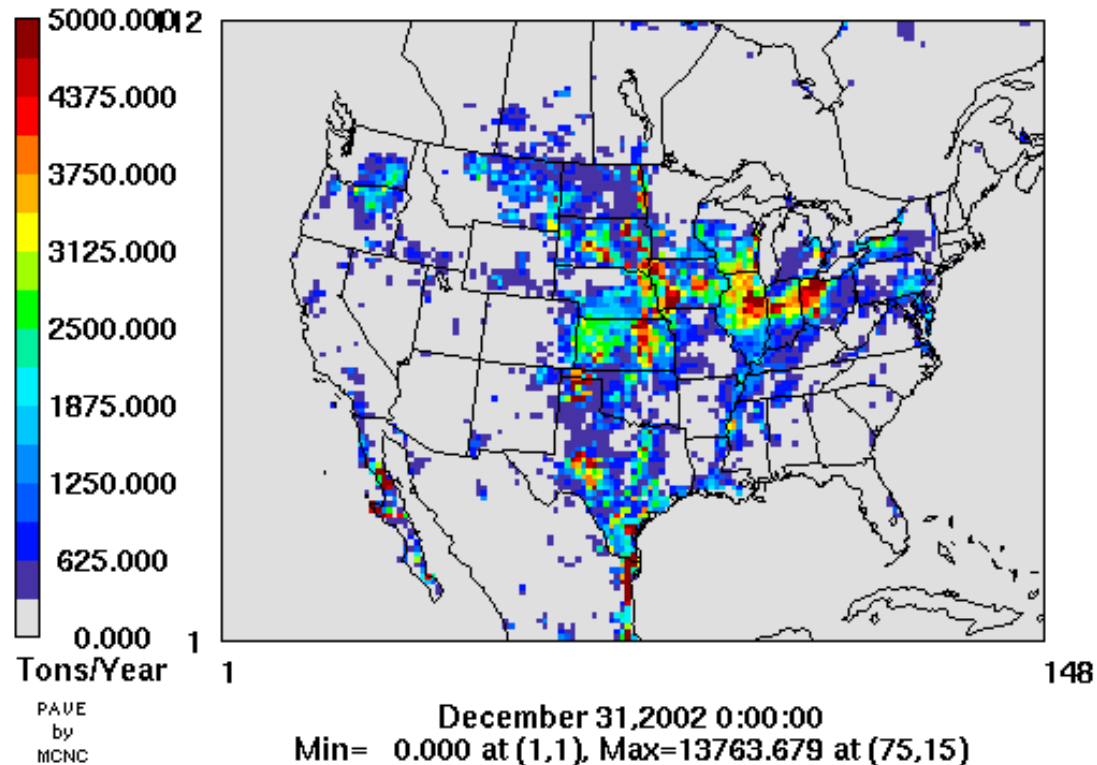 5000.000
112
4375.000
3750.000
3125.000
2500.000
1875.000
1250.000
625.000
0.000
1
Tons/Year
1
148
PAVE
by
MCNC
December 31,2002 0:00:00
Min= 0.000 at (1,1), Max=13763.679 at (75,15)